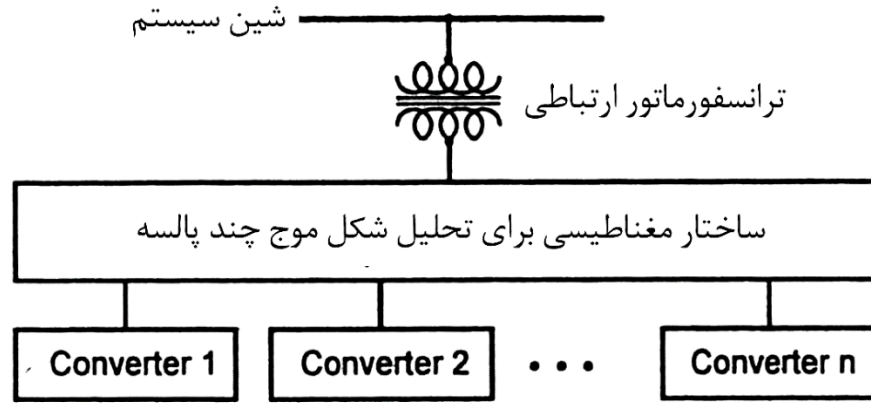 شین سیستم
ترانسفورماتور ارتباطی
ساختار مغناطیسی برای تحلیل شکل موج چند پالسه
Converter 1
Converter 2
• • •
Converter n